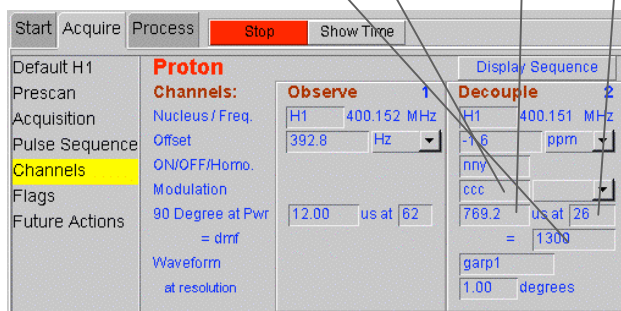 Start Acquire Process Stop Show Time
Default H1 Proton Display Sequence
Prescan Channels: Observe 1 Decouple 2
Acquisition Nucleus / Freq. H1 400.152 MHz H1 400.151 MHz
Pulse Sequence Offset 392.8 Hz -1.6 ppm
Channels ON/OFF/Homo. nny
Flags Modulation ccc
Future Actions 90 Degree at Pwr 12.00 us at 62 769.2 us at 26
= dmf = 1300
Waveform garp1
at resolution 1.00 degrees